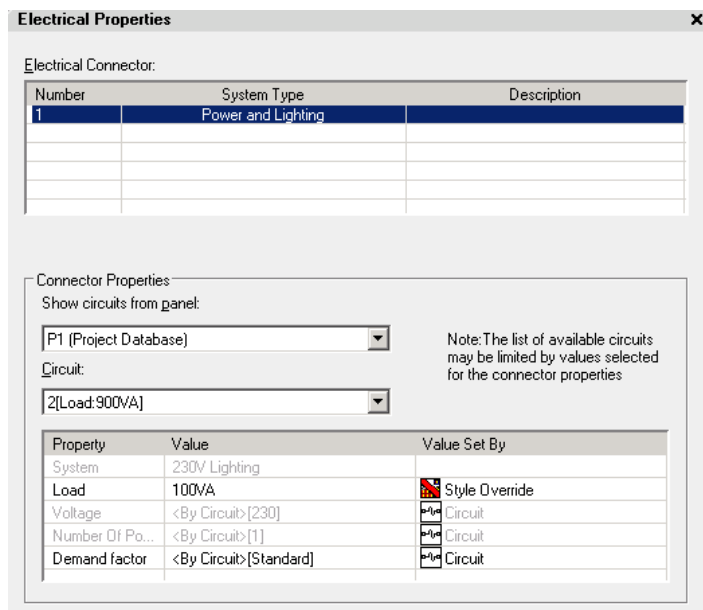 Electrical Properties x
Electrical Connector:
Number System Type Description
1 Power and Lighting
Connector Properties
Show circuits from panel:
P1 (Project Database)
Note:The list of available circuits
may be limited by values selected
for the connector properties
Circuit:
2[Load:900VA]
Property Value Value Set By
System 230V Lighting
Load 100VA Style Override
Voltage <By Circuit>[230] Circuit
Number Of Po... <By Circuit>[1] Circuit
Demand factor <By Circuit>[Standard] Circuit